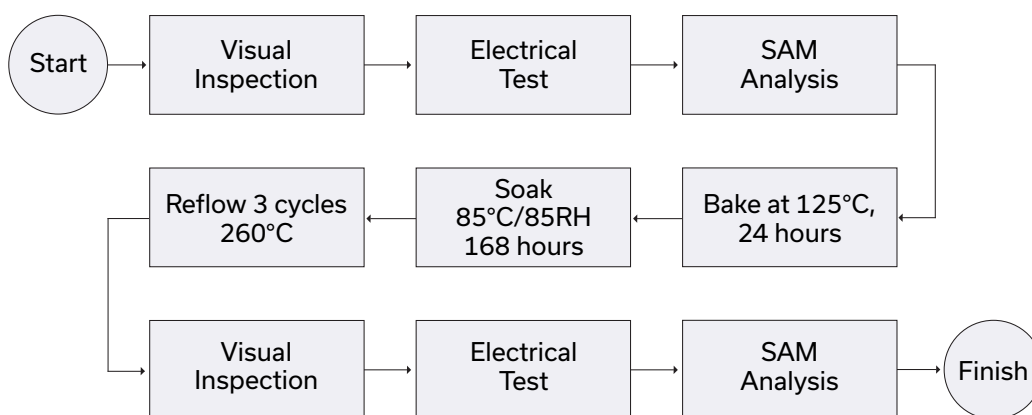 Start
Visual
Inspection
Electrical
Test
SAM
Analysis
Bake at 125°C,
24 hours
Soak
85°C/85RH
168 hours
Reflow 3 cycles
260°C
Visual
Inspection
Electrical
Test
SAM
Analysis
Finish